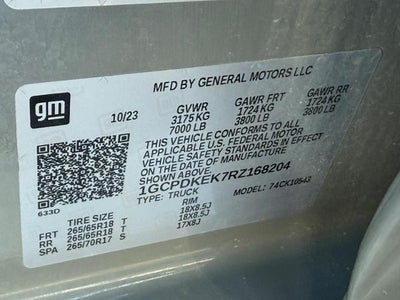 gm
MFD BY GENERAL MOTORS LLC
10/23 GVWR GAWR FRT GAWR RR
3175 KG 1724 KG 1724 KG
7000 LB 3800 LB 3800 LB
THIS VEHICLE CONFORMS TO ALL
APPLICABLE U.S. FEDERAL MOTOR
VEHICLE SAFETY STANDARDS IN EFFECT
ON THE DATE OF MANUFACTURE
1GCPDKEK7RZ168204
TYPE: TRUCK MODEL: 74CK10543
633D
TIRE SIZE RIM
FRT 265/65R18 T 18X8.5J
RR 265/65R18 T 18X8.5J
SPA 265/70R17 S 17X8J